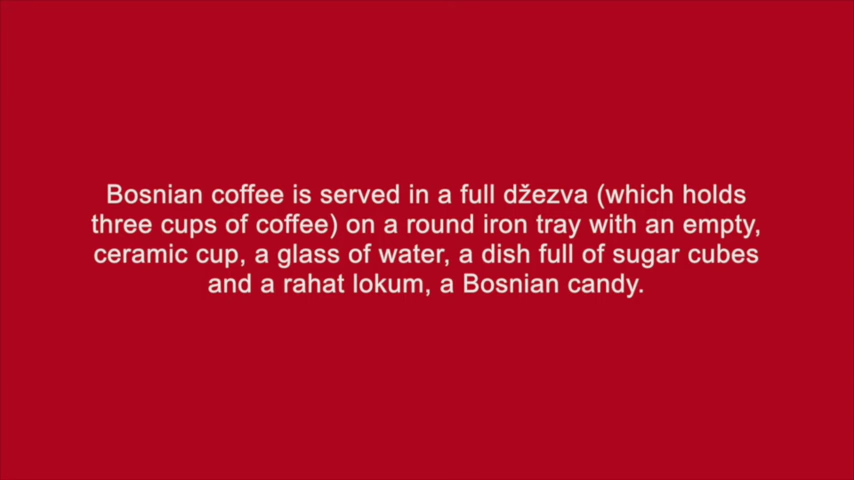 Bosnian coffee is served in a full džezva (which holds
three cups of coffee) on a round iron tray with an empty,
ceramic cup, a glass of water, a dish full of sugar cubes
and a rahat lokum, a Bosnian candy.